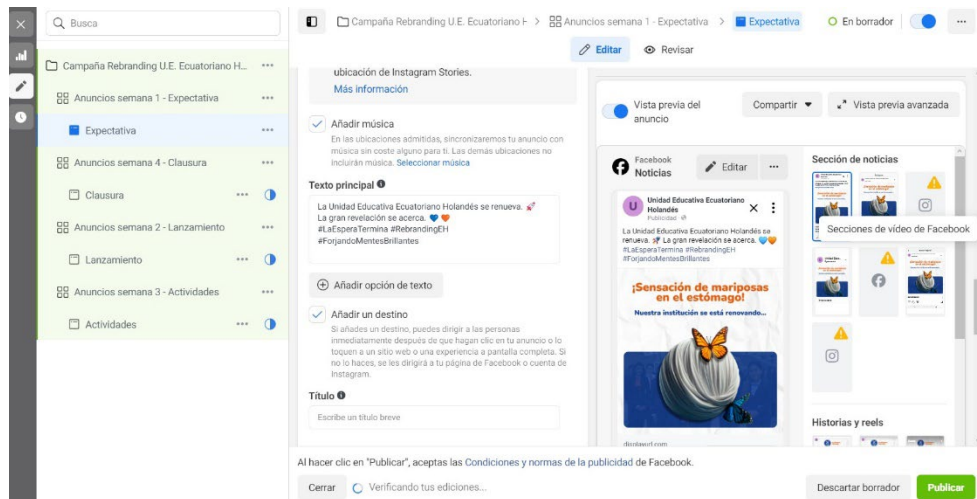 Busca
Campaña Rebranding U.E. Ecuatoriano H...
Anuncios semana 1 - Expectativa
Expectativa
Anuncios semana 4 - Clausura
Clausura
Anuncios semana 2 - Lanzamiento
Lanzamiento
Anuncios semana 3 - Actividades
Actividades
Campaña Rebranding U.E. Ecuatoriano H > Anuncios semana 1 - Expectativa > Expectativa
En borrador
Editar
Revisar
ubicación de Instagram Stories.
Más información
Añadir música
En las ubicaciones admitidas, sincronizaremos tu anuncio con
música sin coste alguno para ti. Las demás ubicaciones no
incluirán música. Seleccionar música
Texto principal
La Unidad Educativa Ecuatoriano Holandés se renueva. 🚀
La gran revelación se acerca. 💙🧡
#LaEsperaTermina #RebrandingEH
#ForjandoMentesBrillantes
Añadir opción de texto
Añadir un destino
Si añades un destino, puedes dirigir a las personas
inmediatamente después de que hagan clic en tu anuncio o lo
toquen a un sitio web o una experiencia a pantalla completa. Si
no lo haces, se les dirigirá a tu página de Facebook o cuenta de
Instagram.
Título
Escribe un título breve
Vista previa del
anuncio
Compartir
Vista previa avanzada
Facebook
Noticias
Editar
U
Unidad Educativa Ecuatoriano
Holandés
Publicidad
La Unidad Educativa Ecuatoriano Holandés se
renueva. 🚀 La gran revelación se acerca. 💙🧡
#LaEsperaTermina #RebrandingEH
#ForjandoMentesBrillantes
¡Sensación de mariposas
en el estómago!
Nuestra institución se está renovando...
displayurl.com
Sección de noticias
Secciones de vídeo de Facebook
Historias y reels
Al hacer clic en "Publicar", aceptas las Condiciones y normas de la publicidad de Facebook.
Cerrar
Verificando tus ediciones...
Descartar borrador
Publicar